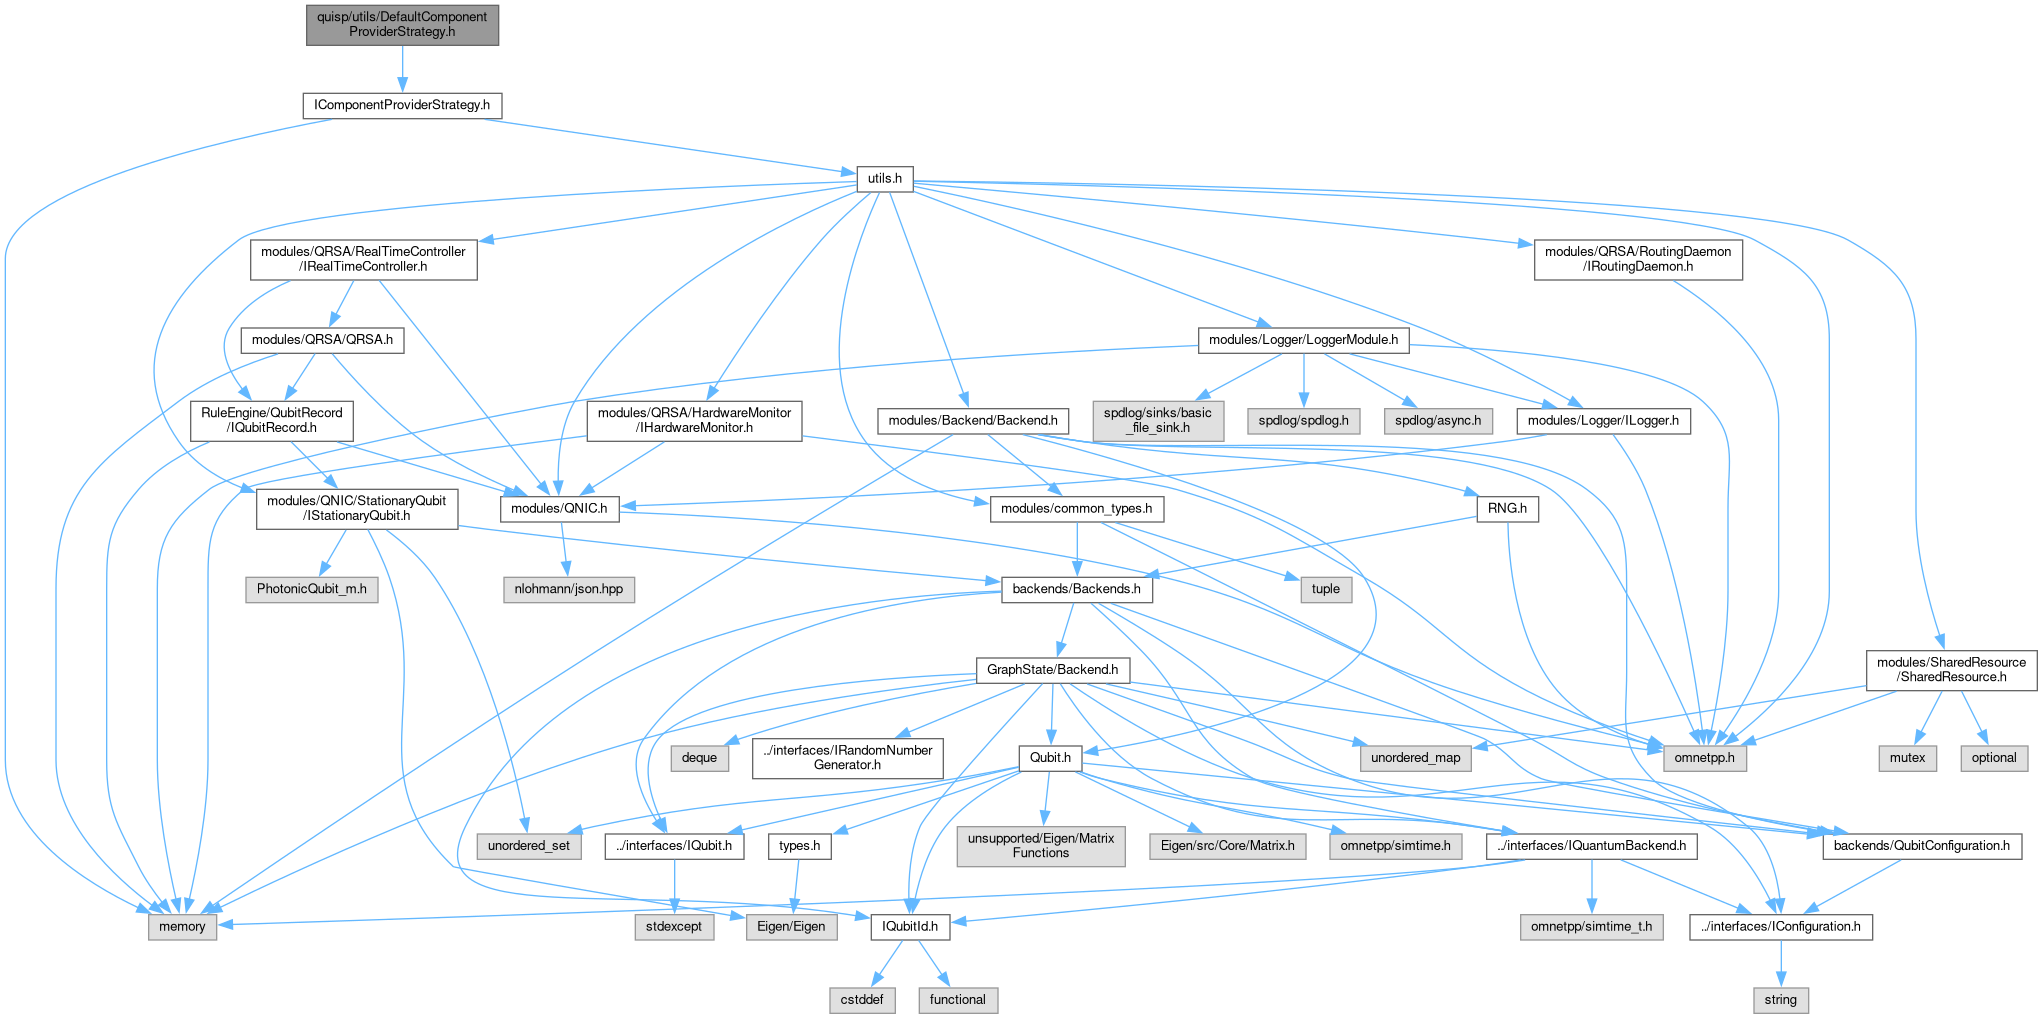 quisp/utils/DefaultComponent
ProviderStrategy.h
IComponentProviderStrategy.h
utils.h
modules/QRSA/RealTimeController
/IRealTimeController.h
modules/QRSA/RoutingDaemon
/IRoutingDaemon.h
modules/QRSA/QRSA.h
modules/Logger/LoggerModule.h
RuleEngine/QubitRecord
/IQubitRecord.h
modules/QRSA/HardwareMonitor
/IHardwareMonitor.h
modules/Backend/Backend.h
spdlog/sinks/basic
_file_sink.h
spdlog/spdlog.h
spdlog/async.h
modules/Logger/ILogger.h
modules/QNIC/StationaryQubit
/IStationaryQubit.h
modules/QNIC.h
modules/common_types.h
RNG.h
PhotonicQubit_m.h
nlohmann/json.hpp
backends/Backends.h
tuple
GraphState/Backend.h
modules/SharedResource
/SharedResource.h
deque
../interfaces/IRandomNumber
Generator.h
Qubit.h
unordered_map
omnetpp.h
mutex
optional
unordered_set
../interfaces/IQubit.h
types.h
unsupported/Eigen/Matrix
Functions
Eigen/src/Core/Matrix.h
omnetpp/simtime.h
../interfaces/IQuantumBackend.h
backends/QubitConfiguration.h
memory
stdexcept
Eigen/Eigen
IQubitId.h
omnetpp/simtime_t.h
../interfaces/IConfiguration.h
cstddef
functional
string